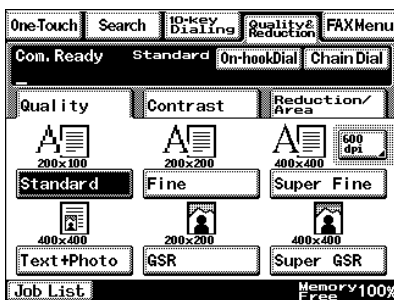 One-Touch Search 10-key Dialing Quality& Reduction FAX Menu
Com. Ready Standard On-hookDial Chain Dial
Quality Contrast Reduction/ Area
A A A 600 dpi
200×100 200×200 400×400
Standard Fine Super Fine
400×400 200×200 400×400
Text+Photo GSR Super GSR
Job List Memory Free 100%